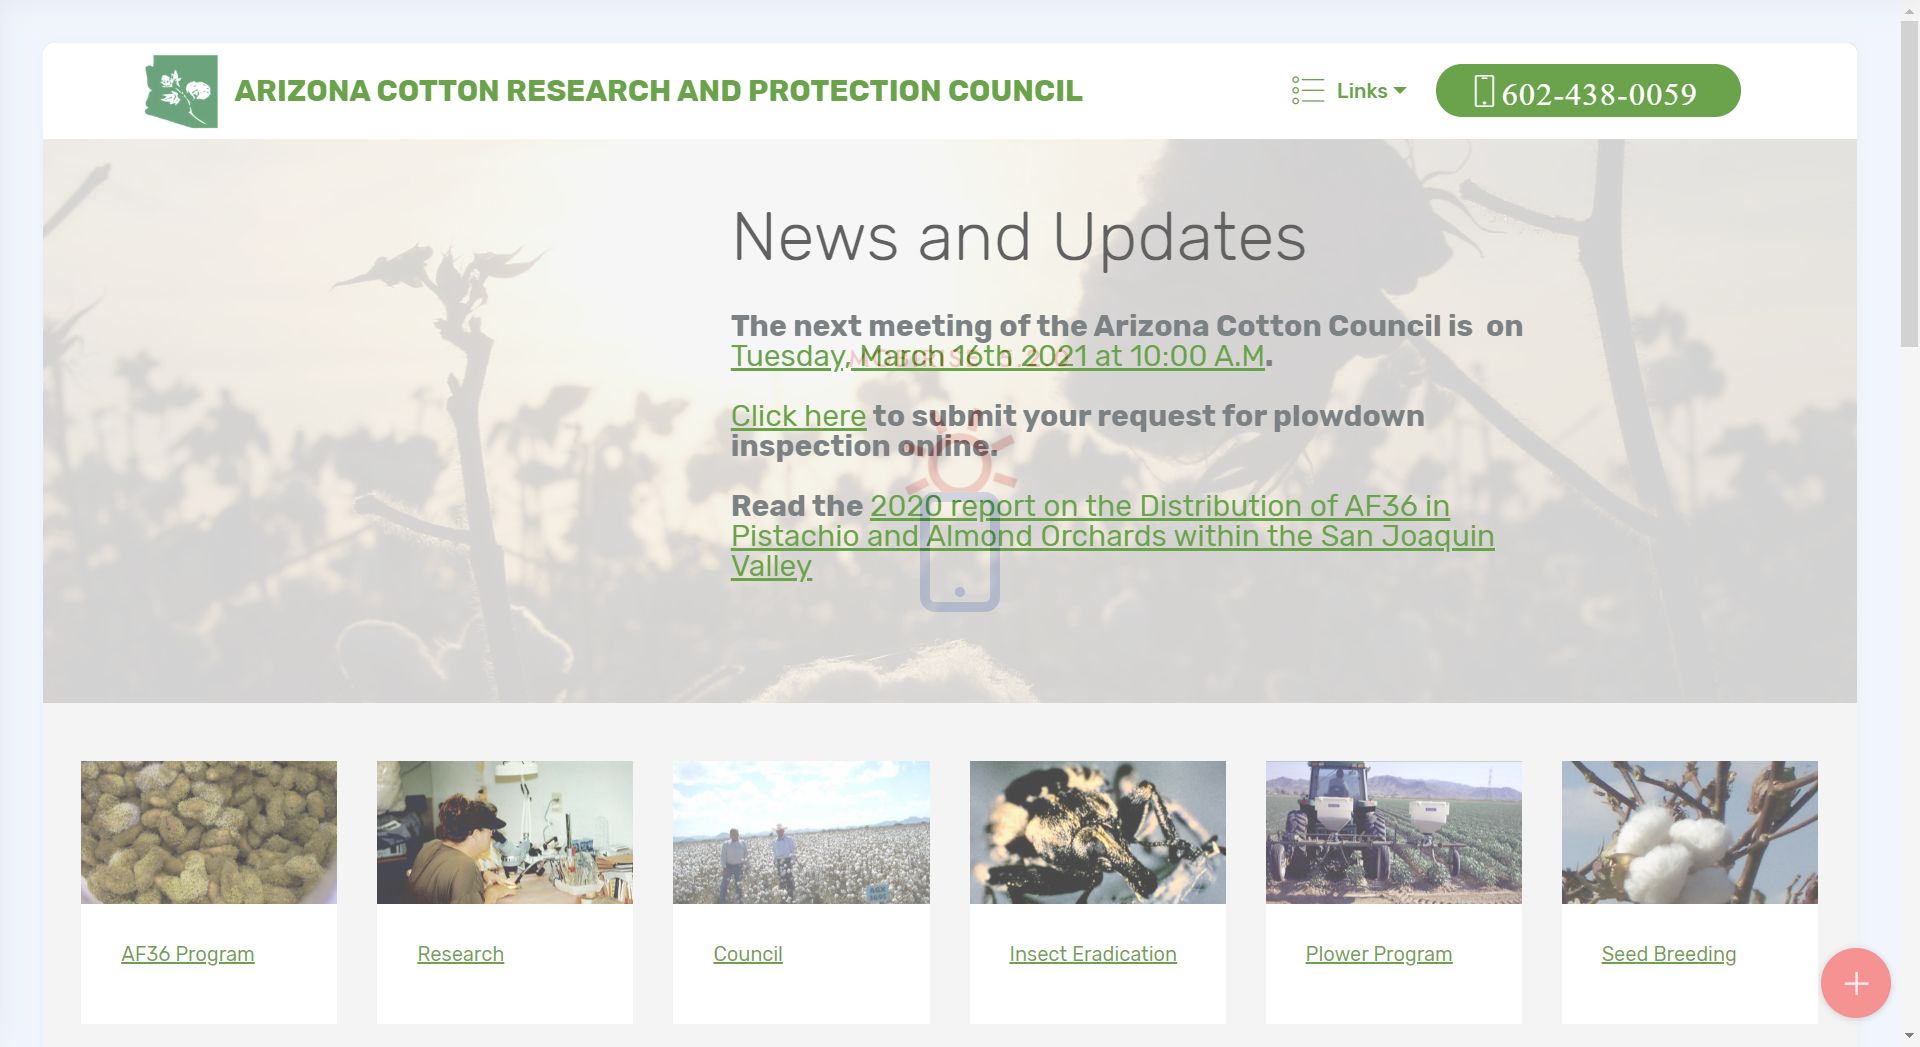 ARIZONA COTTON RESEARCH AND PROTECTION COUNCIL
Links
602-438-0059
News and Updates
The next meeting of the Arizona Cotton Council is on
Tuesday, March 16th 2021 at 10:00 A.M.
Click here to submit your request for plowdown
inspection online.
Read the 2020 report on the Distribution of AF36 in
Pistachio and Almond Orchards within the San Joaquin
Valley
AF36 Program
Research
Council
Insect Eradication
Plower Program
Seed Breeding